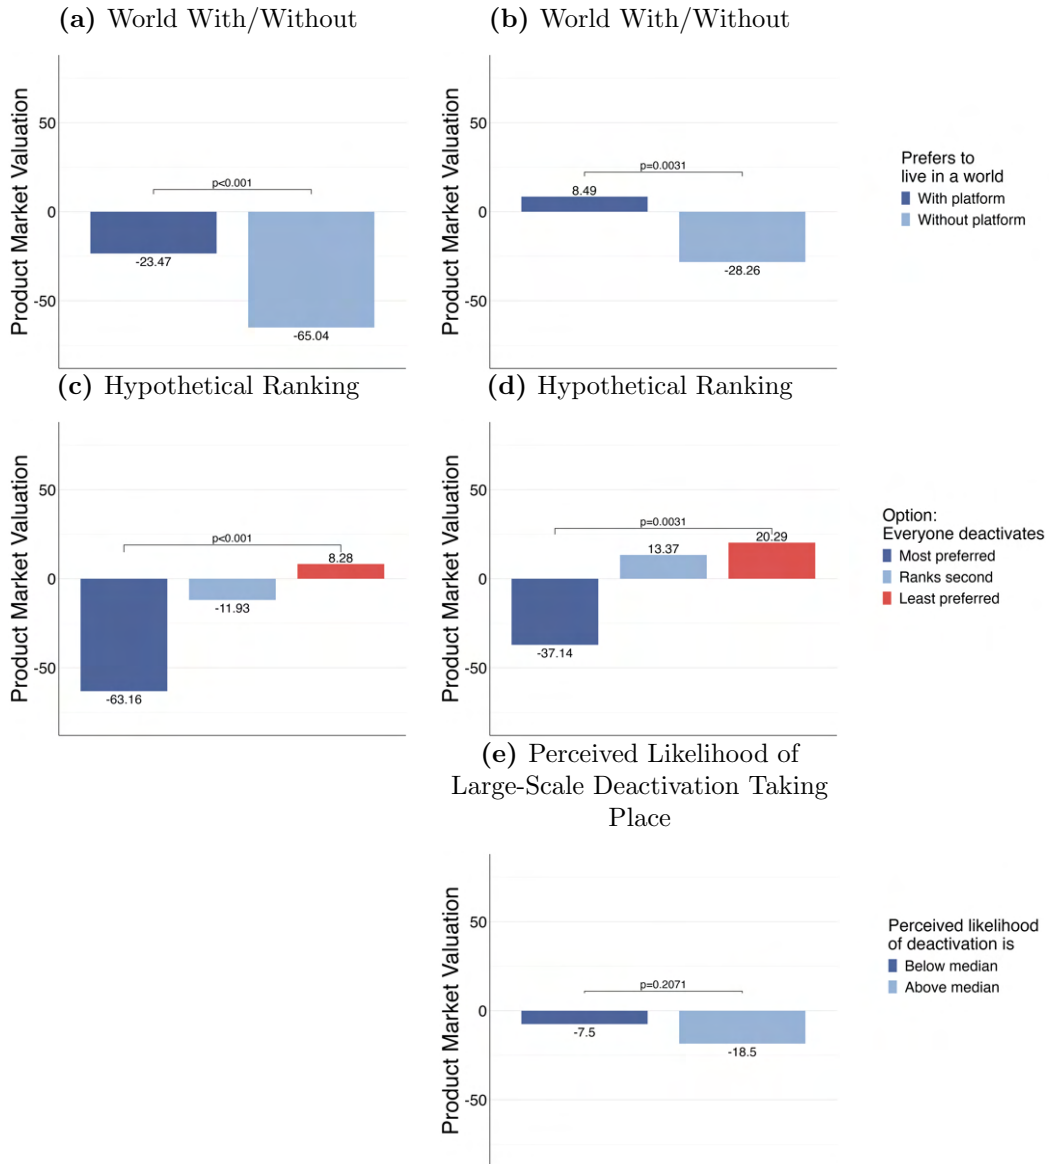 (a) World With/Without
Product Market Valuation
50
0
-50
p<0.001
-23.47
-65.04
(b) World With/Without
Product Market Valuation
50
0
-50
p=0.0031
8.49
-28.26
Prefers to
live in a world
With platform
Without platform
(c) Hypothetical Ranking
Product Market Valuation
50
0
-50
p<0.001
-63.16
-11.93
8.28
(d) Hypothetical Ranking
Product Market Valuation
50
0
-50
p=0.0031
-37.14
13.37
20.29
Option:
Everyone deactivates
Most preferred
Ranks second
Least preferred
(e) Perceived Likelihood of
Large-Scale Deactivation Taking
Place
Product Market Valuation
50
0
-50
p=0.2071
-7.5
-18.5
Perceived likelihood
of deactivation is
Below median
Above median